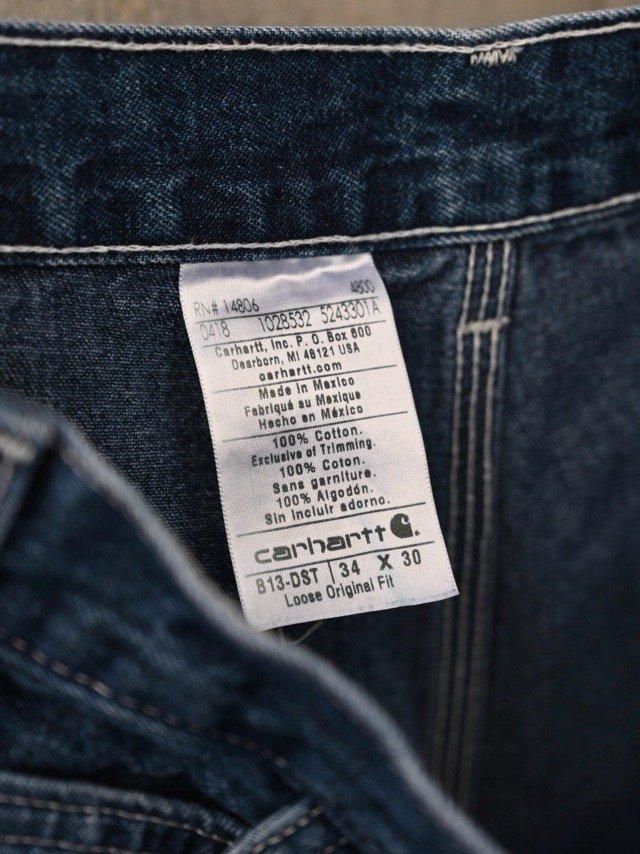 RN# 14806 4800
0418 1028532 5243301A
Carhartt, Inc. P.O. Box 600
Dearborn, MI 48121 USA
carhartt.com
Made in Mexico
Fabriqué au Mexique
Hecho en México
100% Cotton.
Exclusive of Trimming.
100% Coton.
Sans garniture.
100% Algodón.
Sin incluir adorno.
carhartt
B13-DST 34 X 30
Loose Original Fit